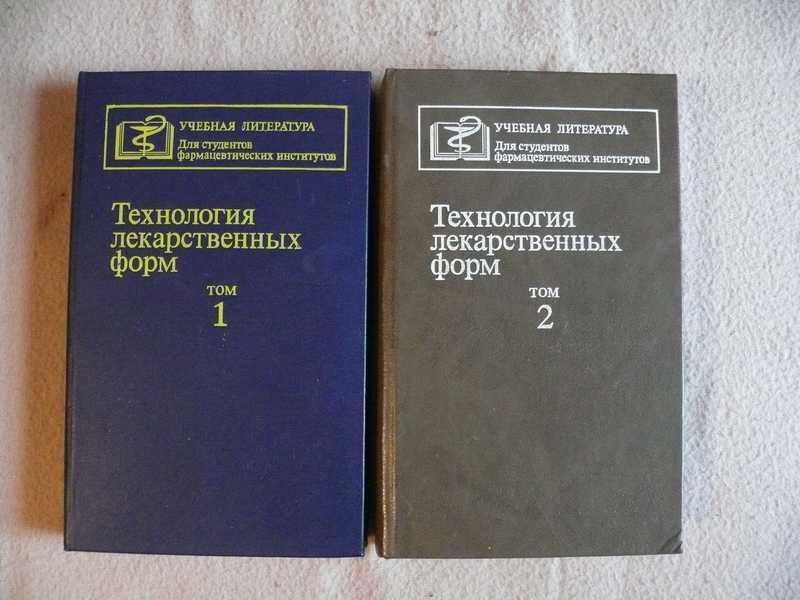 УЧЕБНАЯ ЛИТЕРАТУРА
Для студентов
фармацевтических институтов
Технология
лекарственных
форм
том
1
УЧЕБНАЯ ЛИТЕРАТУРА
Для студентов
фармацевтических институтов
Технология
лекарственных
форм
том
2